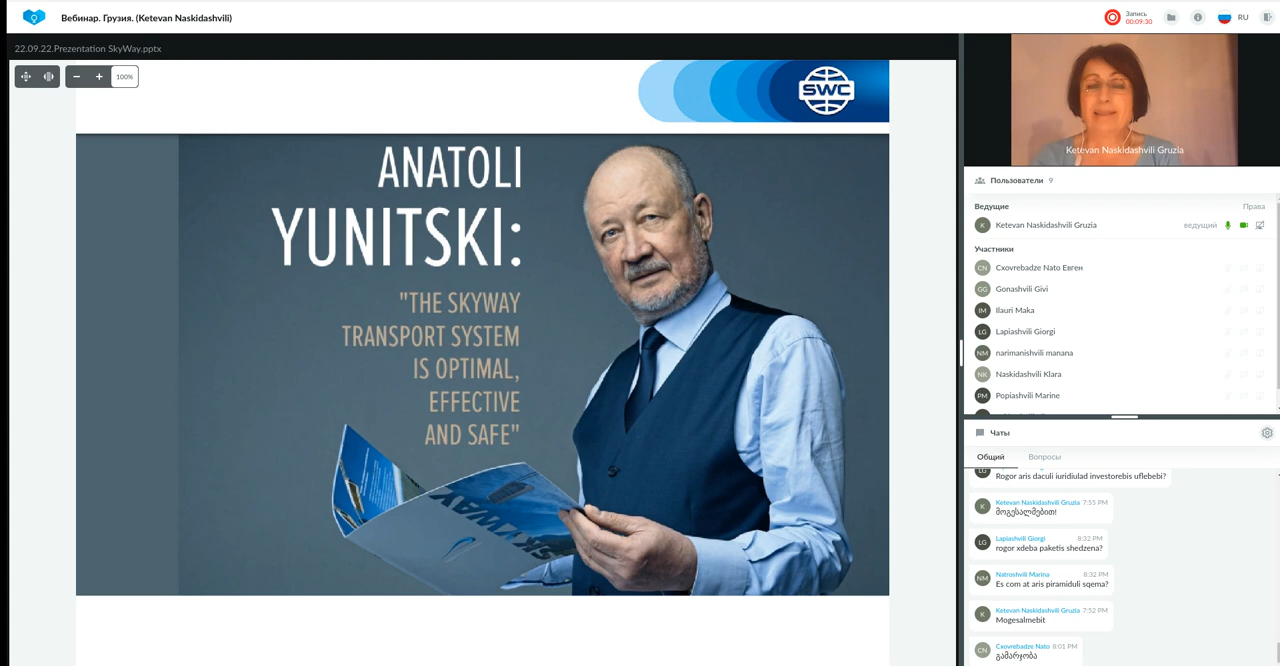 Вебинар. Грузия. (Ketevan Naskidashvili)
Запись
00:09:30
RU
22.09.22.Prezentation SkyWay.pptx
100%
SWC
ANATOLI
YUNITSKI:
"THE SKYWAY
TRANSPORT SYSTEM
IS OPTIMAL,
EFFECTIVE
AND SAFE"
SKYWAY
Ketevan Naskidashvili Gruzia
Пользователи 9
Ведущие Права
K Ketevan Naskidashvili Gruzia ведущий
Участники
CN Cxovrebadze Nato Евген
GG Gonashvili Givi
IM Ilauri Maka
LG Lapiashvili Giorgi
NM narimanishvili manana
NK Naskidashvili Klara
PM Popiashvili Marine
Чаты
Общий Вопросы
LG
Rogor aris daculi iuridiulad investorebis uflebebi?
Ketevan Naskidashvili Gruzia 7:55 PM
K მოგესალმებით!
Lapiashvili Giorgi 8:32 PM
LG rogor xdeba paketis shedzena?
Natroshvili Marina 8:32 PM
NM Es com at aris piramiduli sqema?
Ketevan Naskidashvili Gruzia 7:52 PM
K Mogesalmebit
Cxovrebadze Nato 8:01 PM
CN გამარჯობა